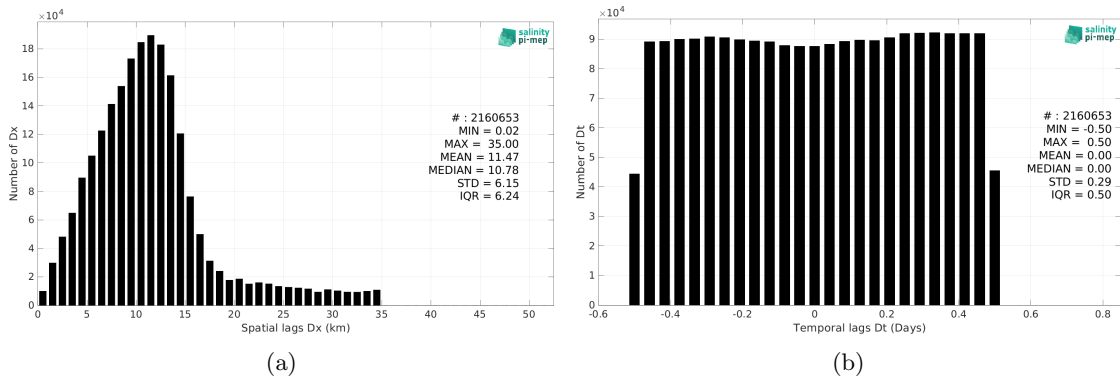 ×10⁴
18
16
14
12
10
8
6
4
2
0
Number of Dx
salinity
pi-mep
# : 2160653
MIN = 0.02
MAX = 35.00
MEAN = 11.47
MEDIAN = 10.78
STD = 6.15
IQR = 6.24
0 5 10 15 20 25 30 35 40 45 50
Spatial lags Dx (km)
(a)
×10⁴
9
8
7
6
5
4
3
2
1
0
Number of Dt
salinity
pi-mep
# : 2160653
MIN = -0.50
MAX = 0.50
MEAN = 0.00
MEDIAN = 0.00
STD = 0.29
IQR = 0.50
-0.6 -0.4 -0.2 0 0.2 0.4 0.6 0.8
Temporal lags Dt (Days)
(b)